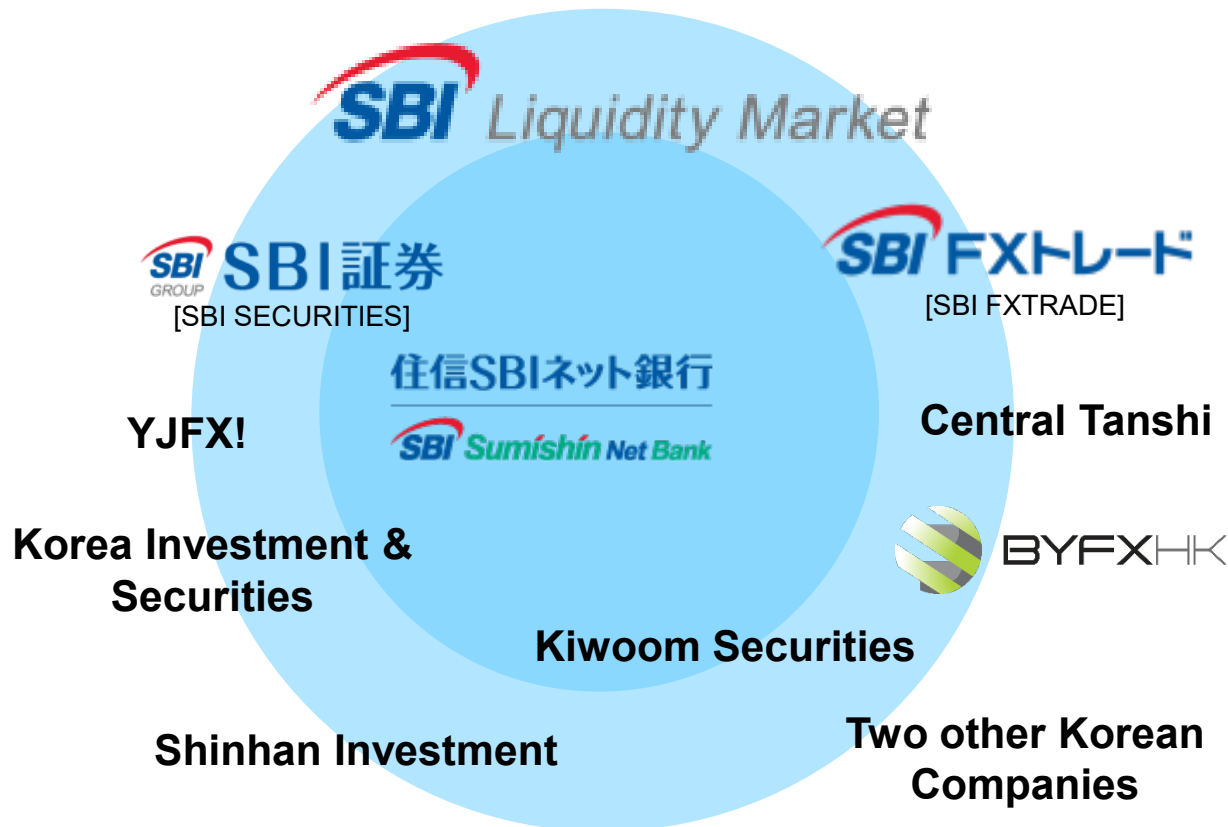 SBI Liquidity Market
SBI GROUP SBI証券
[SBI SECURITIES]
SBI FXトレード
[SBI FXTRADE]
住信SBIネット銀行
SBI Sumishin Net Bank
YJFX!
Central Tanshi
Korea Investment &
Securities
BYFXHK
Kiwoom Securities
Shinhan Investment
Two other Korean
Companies